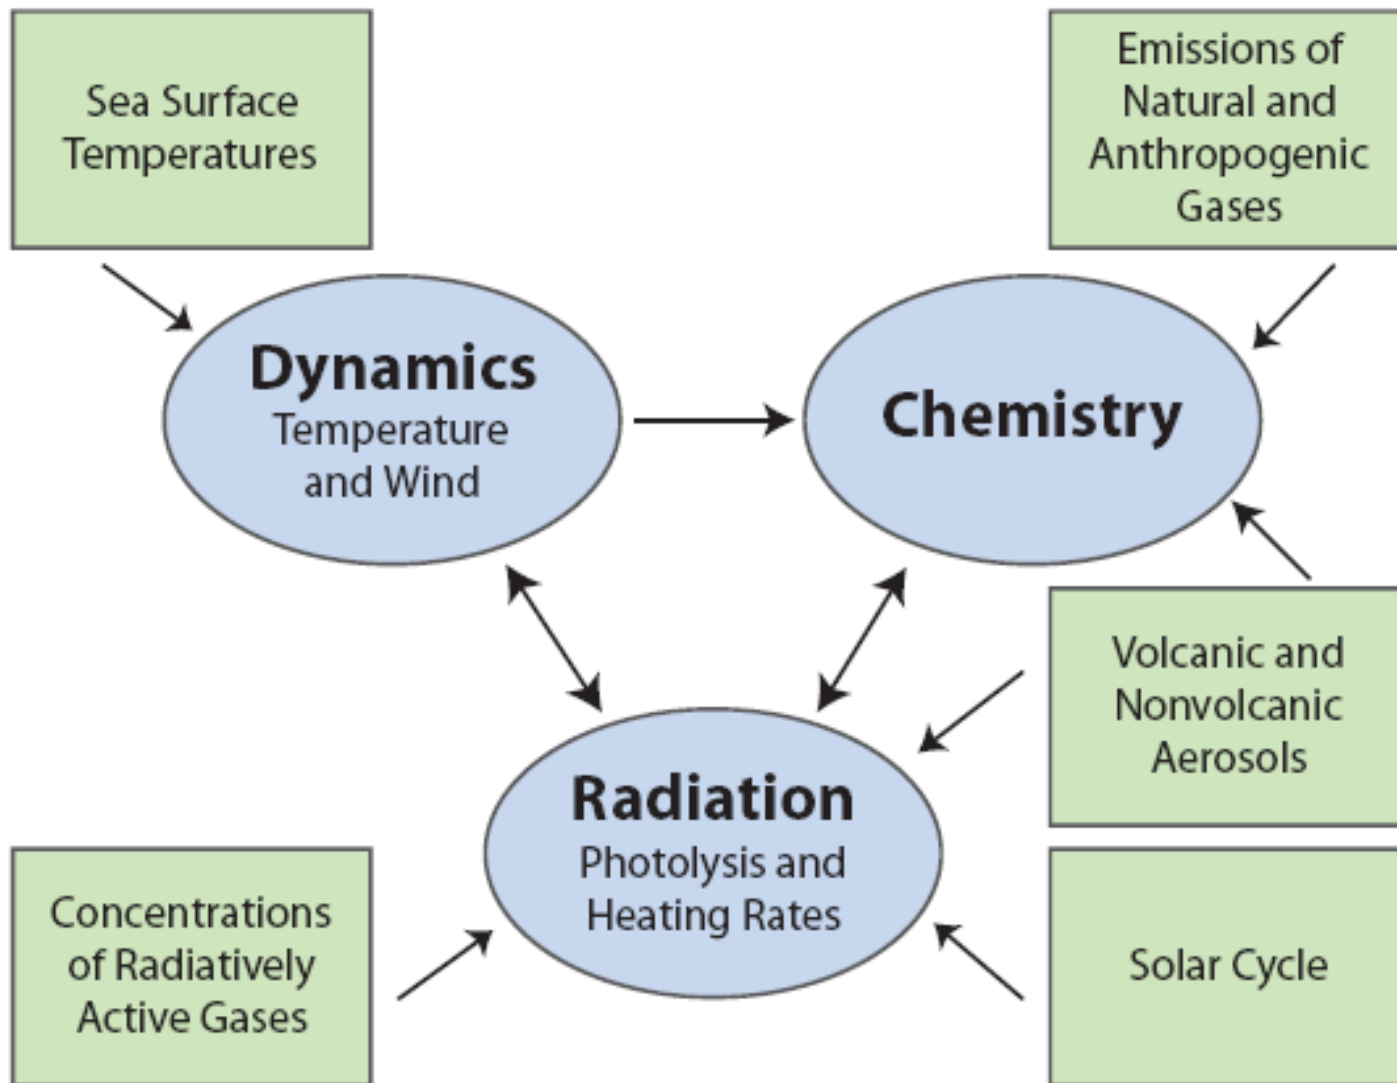 Sea Surface
Temperatures
Emissions of
Natural and
Anthropogenic
Gases
Dynamics
Temperature
and Wind
Chemistry
Volcanic and
Nonvolcanic
Aerosols
Radiation
Photolysis and
Heating Rates
Concentrations
of Radiatively
Active Gases
Solar Cycle